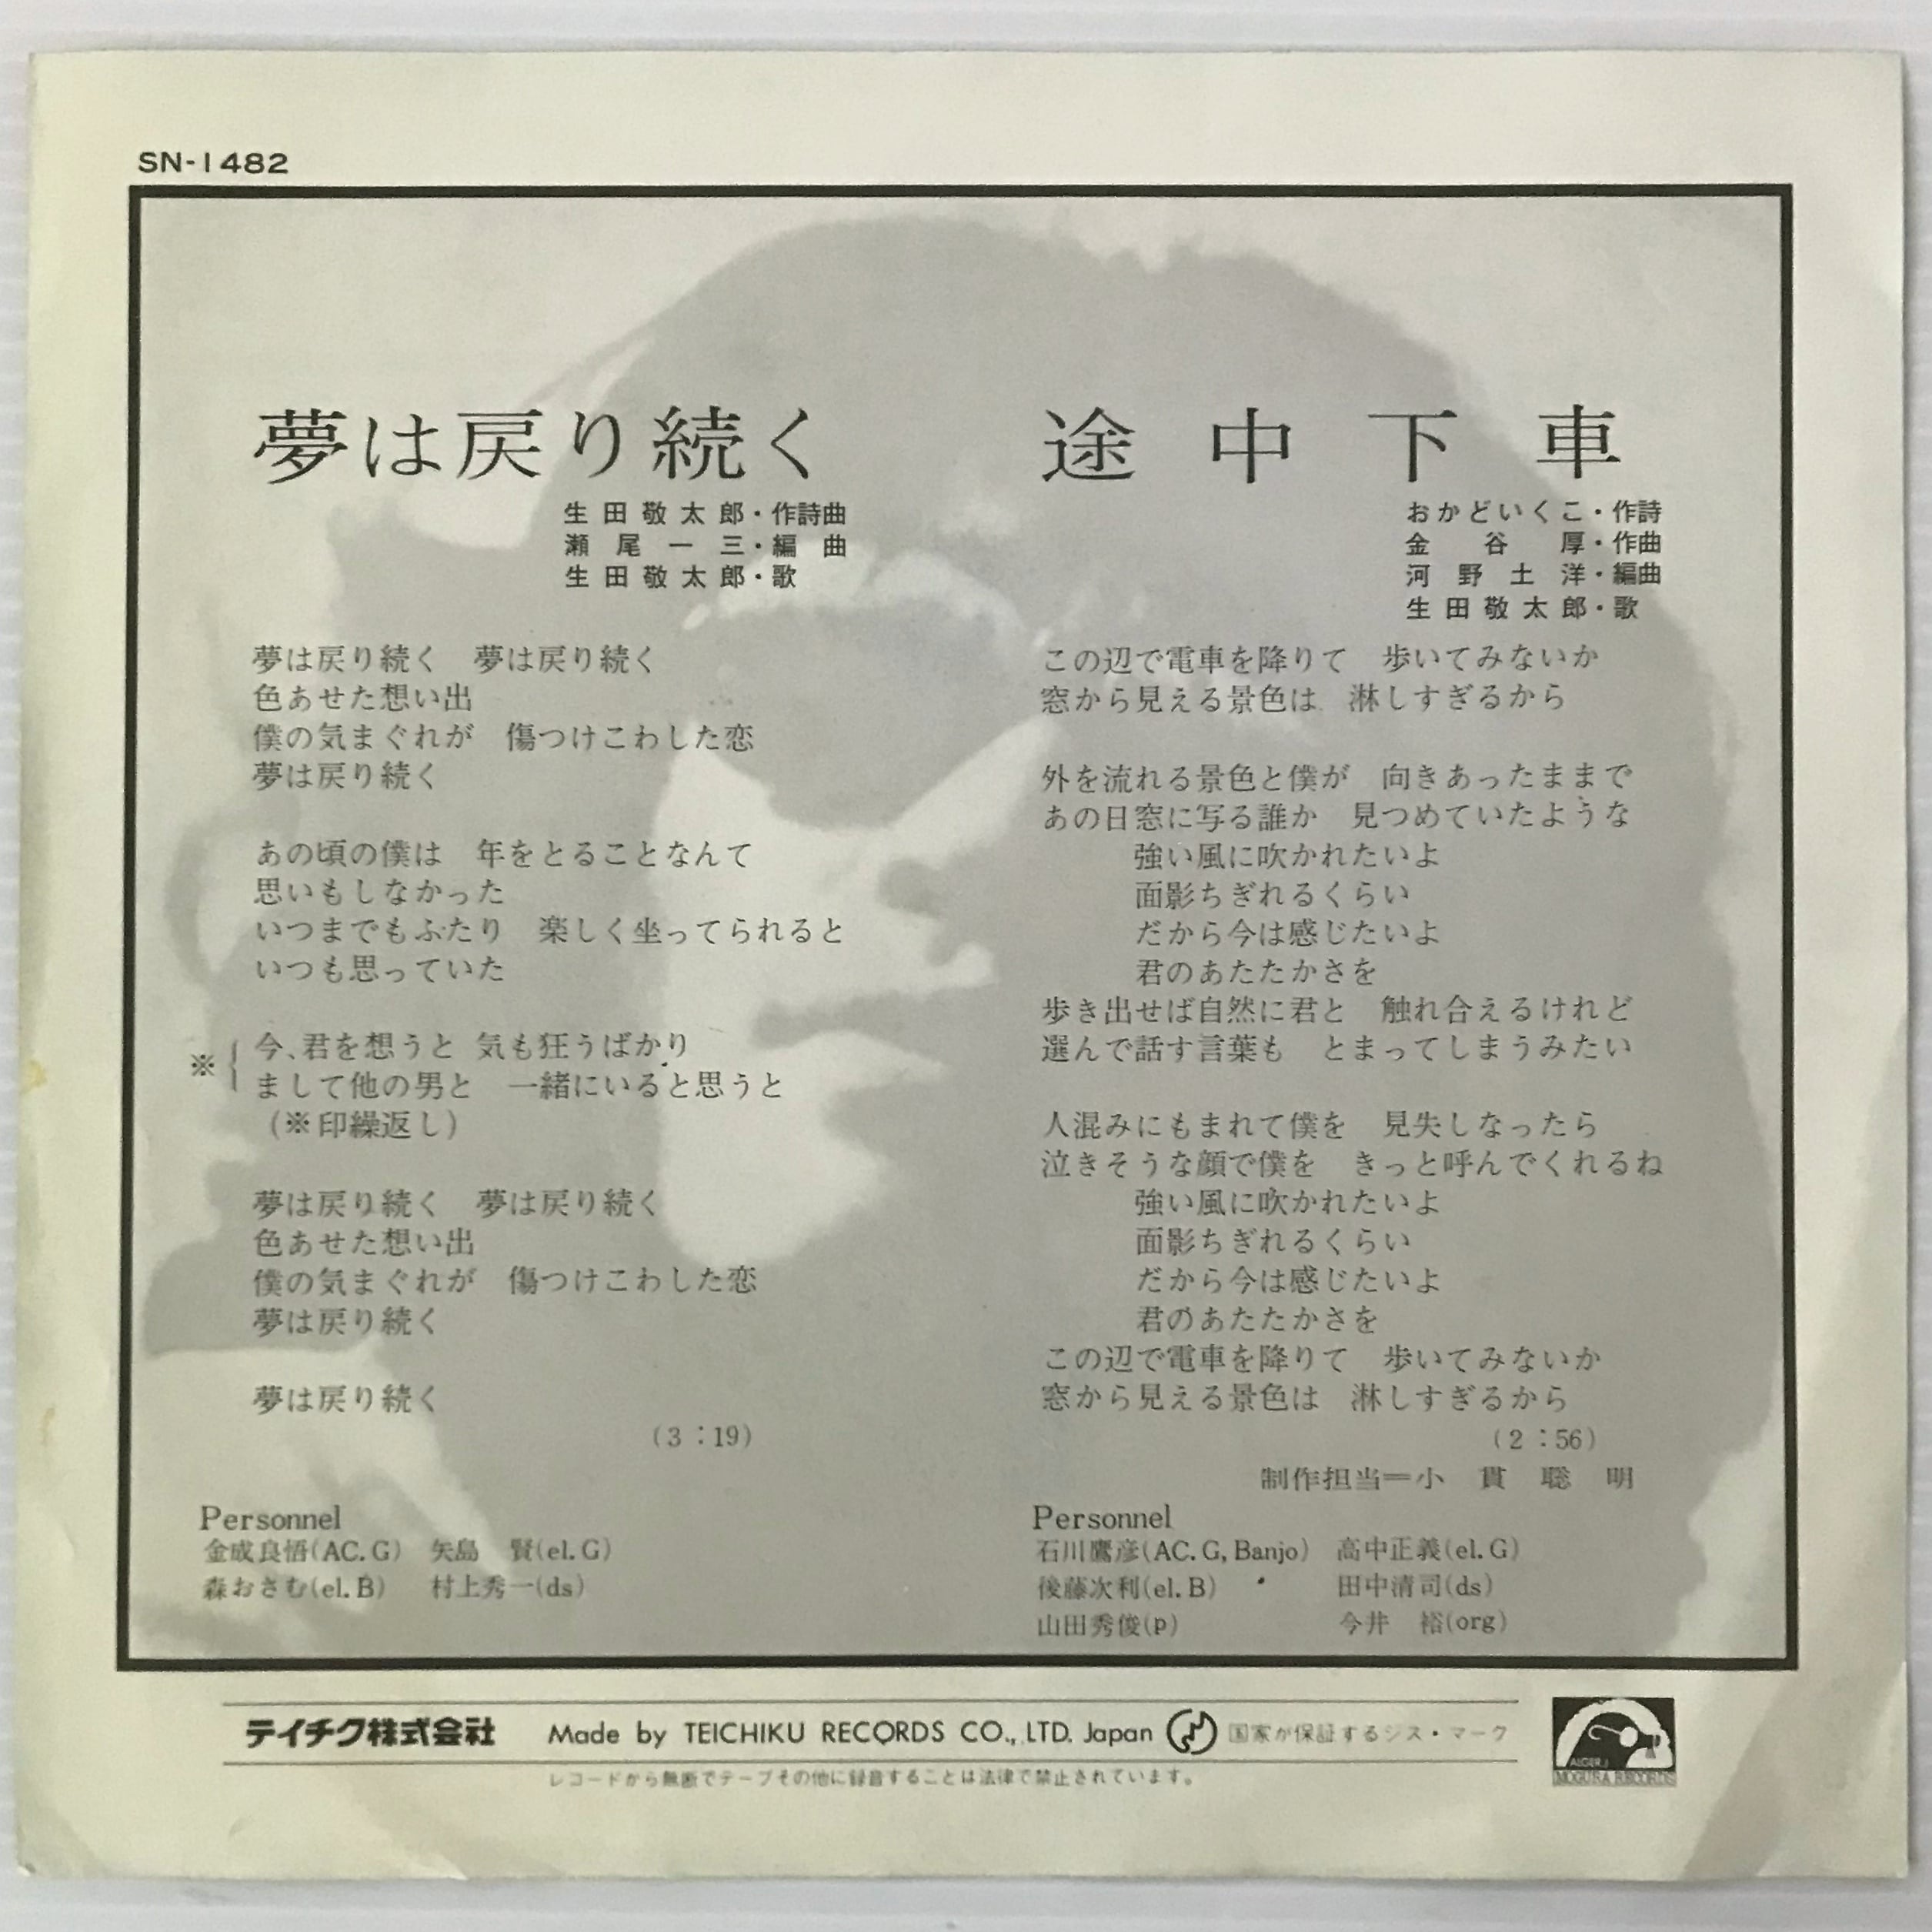 SN-1482
夢は戻り続く
生田敬太郎・作詩曲
瀬尾一三・編曲
生田敬太郎・歌
夢は戻り続く　夢は戻り続く
色あせた想い出
僕の気まぐれが　傷つけこわした恋
夢は戻り続く
あの頃の僕は　年をとることなんて
思いもしなかった
いつまでもふたり　楽しく坐ってられると
いつも思っていた
※ 今、君を想うと 気も狂うばかり
まして他の男と　一緒にいると思うと
(※印繰返し)
夢は戻り続く　夢は戻り続く
色あせた想い出
僕の気まぐれが　傷つけこわした恋
夢は戻り続く
夢は戻り続く
(3：19)
Personnel
金成良悟(AC.G)　矢島　賢(el.G)
森おさむ(el.B)　村上秀一(ds)
途中下車
おかどいくこ・作詩
金谷厚・作曲
河野土洋・編曲
生田敬太郎・歌
この辺で電車を降りて　歩いてみないか
窓から見える景色は　淋しすぎるから
外を流れる景色と僕が　向きあったままで
あの日窓に写る誰か　見つめていたような
強い風に吹かれたいよ
面影ちぎれるくらい
だから今は感じたいよ
君のあたたかさを
歩き出せば自然に君と　触れ合えるけれど
選んで話す言葉も　とまってしまうみたい
人混みにもまれて僕を　見失しなったら
泣きそうな顔で僕を　きっと呼んでくれるね
強い風に吹かれたいよ
面影ちぎれるくらい
だから今は感じたいよ
君のあたたかさを
この辺で電車を降りて　歩いてみないか
窓から見える景色は　淋しすぎるから
(2：56)
制作担当＝小貫聡明
Personnel
石川鷹彦(AC.G,Banjo)　高中正義(el.G)
後藤次利(el.B)　田中清司(ds)
山田秀俊(p)　今井　裕(org)
テイチク株式会社　Made by TEICHIKU RECORDS CO., LTD. Japan　国家が保証するジス・マーク
レコードから無断でテープその他に録音することは法律で禁止されています。
MOGURA RECORDS